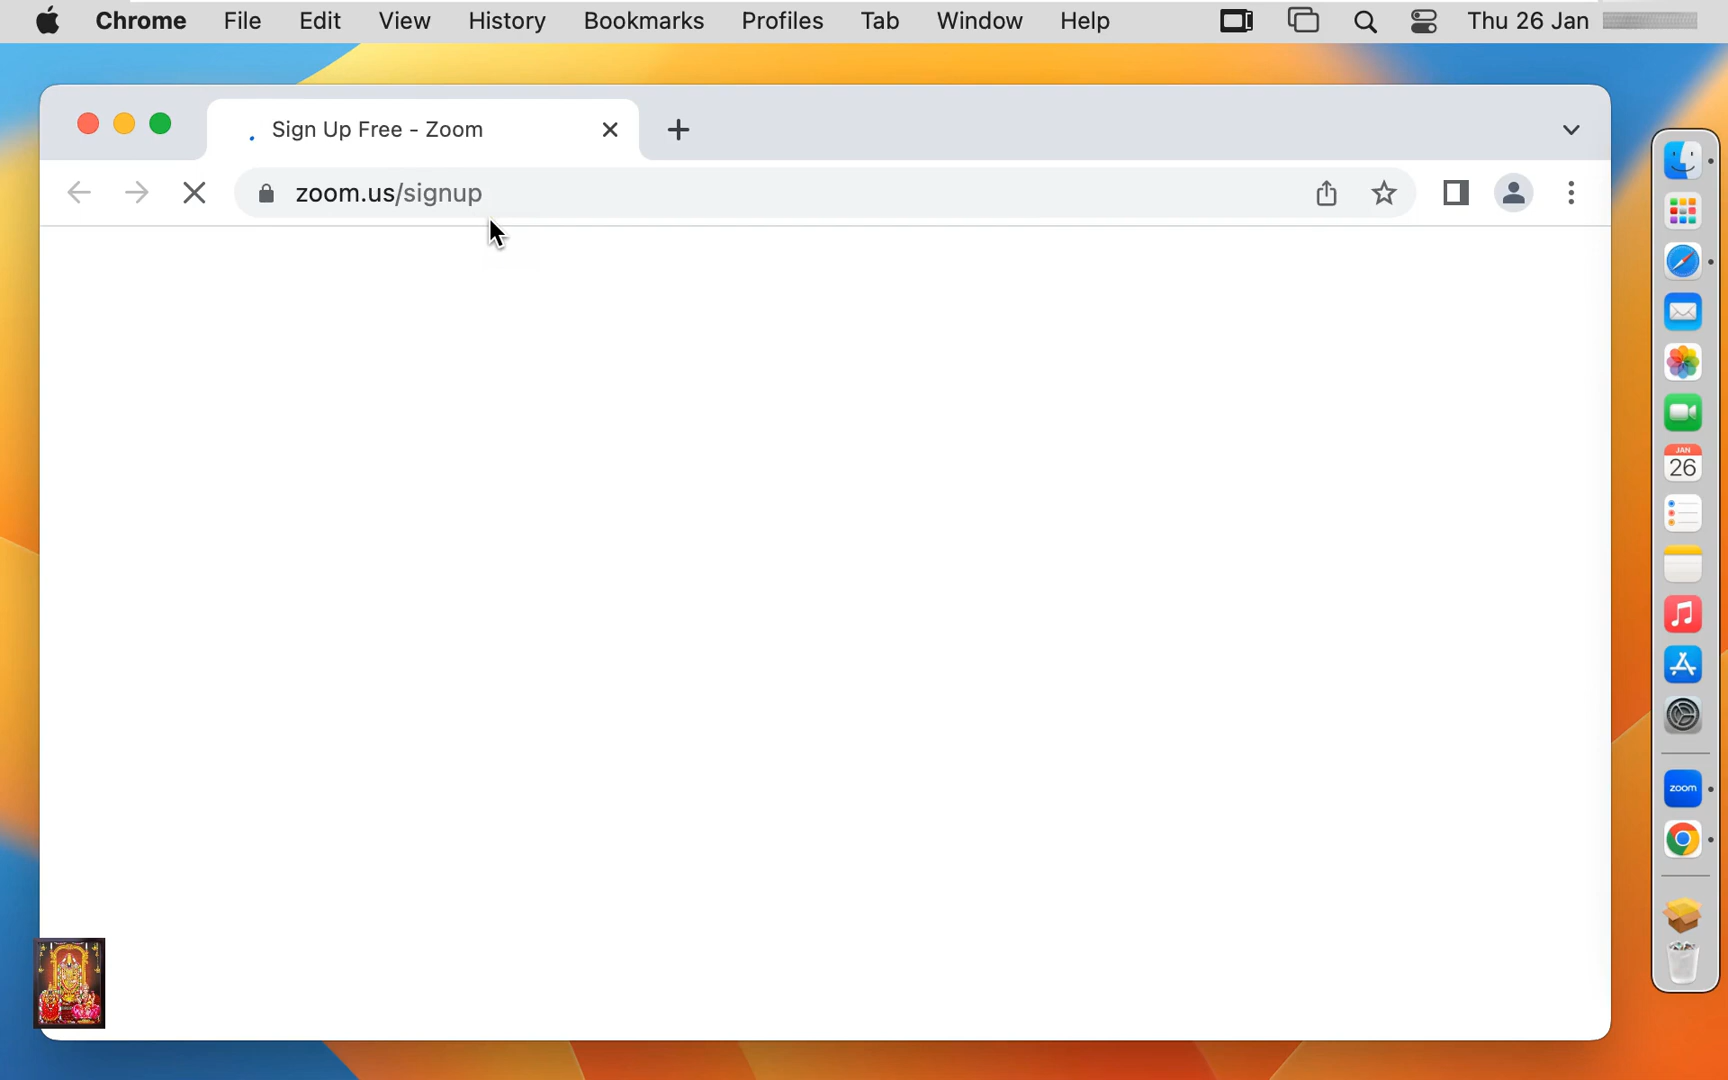 Chrome File Edit View History Bookmarks Profiles Tab Window Help Thu 26 Jan
Sign Up Free - Zoom
zoom.us/signup
JAN
26
zoom